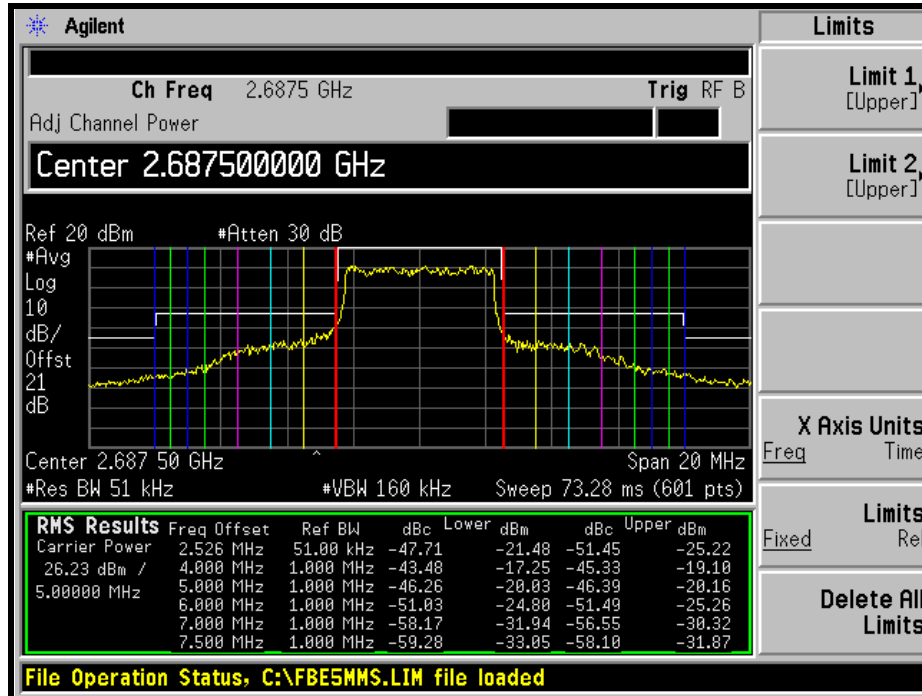 Agilent
Limits
Ch Freq 2.6875 GHz Trig RF B
Adj Channel Power
Center 2.687500000 GHz
Ref 20 dBm #Atten 30 dB
#Avg
Log
10
dB/
Offst
21
dB
Center 2.687 50 GHz ^ Span 20 MHz
#Res BW 51 kHz #VBW 160 kHz Sweep 73.28 ms (601 pts)
RMS Results Freq Offset Ref BW dBc Lower dBm dBc Upper dBm
Carrier Power 2.526 MHz 51.00 kHz -47.71 -21.48 -51.45 -25.22
26.23 dBm / 4.000 MHz 1.000 MHz -43.48 -17.25 -45.33 -19.10
5.00000 MHz 5.000 MHz 1.000 MHz -46.26 -20.03 -46.39 -20.16
6.000 MHz 1.000 MHz -51.03 -24.80 -51.49 -25.26
7.000 MHz 1.000 MHz -58.17 -31.94 -56.55 -30.32
7.500 MHz 1.000 MHz -59.28 -33.05 -58.10 -31.87
File Operation Status, C:\FBE5MMS.LIM file loaded
Limit 1
[Upper]
Limit 2
[Upper]
X Axis Units
Freq Time
Limits
Fixed Rel
Delete All
Limits